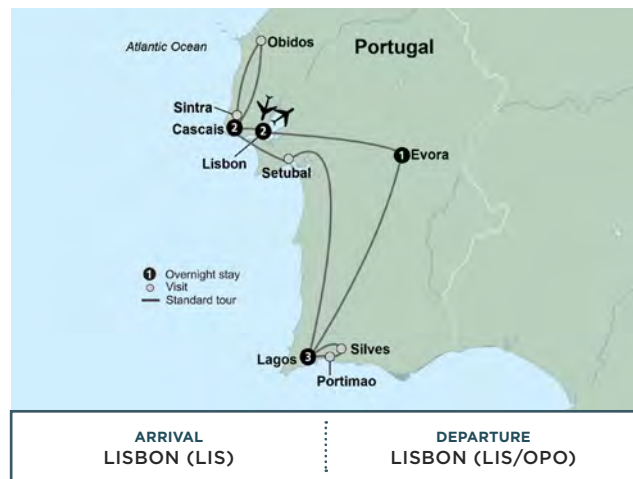 Atlantic Ocean
Obidos
Portugal
Sintra
Cascais
2
2
Lisbon
Setubal
1
Evora
1 Overnight stay
Visit
Standard tour
Lagos
3
Silves
Portimao
ARRIVAL
LISBON (LIS)
DEPARTURE
LISBON (LIS/OPO)